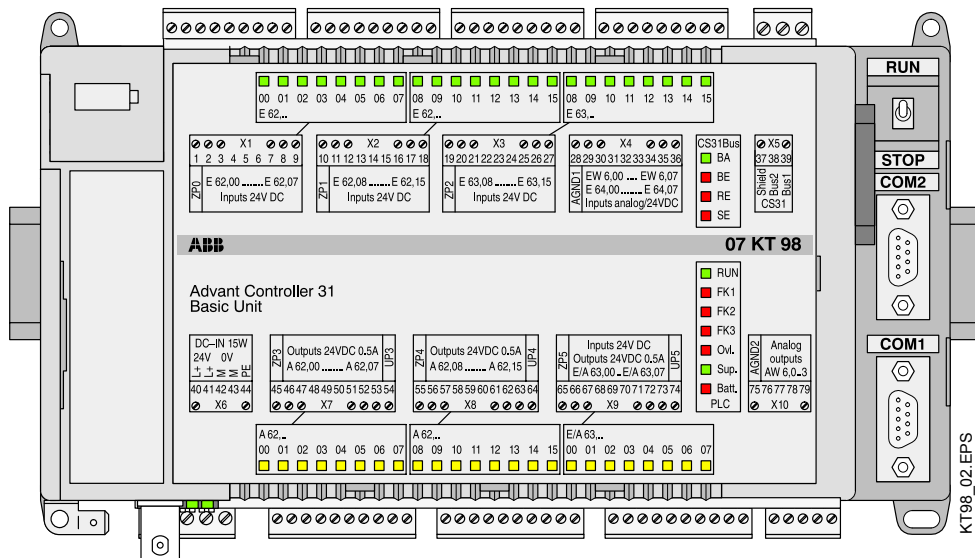 RUN
00 01 02 03 04 05 06 07 08 09 10 11 12 13 14 15 08 09 10 11 12 13 14 15
E 62,.. E 62,.. E 63,..
X1 X2 X3 X4 CS31Bus X5
1 2 3 4 5 6 7 8 9 10 11 12 13 14 15 16 17 18 19 20 21 22 23 24 25 26 27 28 29 30 31 32 33 34 35 36 37 38 39
BA
BE
RE
SE
ZP0
E 62,00 ....... E 62,07
Inputs 24V DC
ZP1
E 62,08 ....... E 62,15
Inputs 24V DC
ZP2
E 63,08 ....... E 63,15
Inputs 24V DC
AGND1
EW 6,00 .... EW 6,07
E 64,00 ....... E 64,07
Inputs analog/24VDC
Shield
Bus2
Bus1
CS31
STOP
COM2
ABB 07 KT 98
Advant Controller 31
Basic Unit
RUN
FK1
FK2
FK3
Ovl.
Sup.
Batt.
PLC
COM1
DC–IN 15W
24V 0V
L+
L+
M
M
PE
40 41 42 43 44
X6
ZP3
Outputs 24VDC 0.5A
A 62,00 ....... A 62,07
UP3
45 46 47 48 49 50 51 52 53 54
X7
ZP4
Outputs 24VDC 0.5A
A 62,08 ....... A 62,15
UP4
55 56 57 58 59 60 61 62 63 64
X8
ZP5
Inputs 24V DC
Outputs 24VDC 0.5A
E/A 63,00 .. E/A 63,07
UP5
65 66 67 68 69 70 71 72 73 74
X9
AGND2
Analog
outputs
AW 6,0..3
75 76 77 78 79
X10
A 62,.. A 62,.. E/A 63,..
00 01 02 03 04 05 06 07 08 09 10 11 12 13 14 15 00 01 02 03 04 05 06 07
KT98_02.EPS